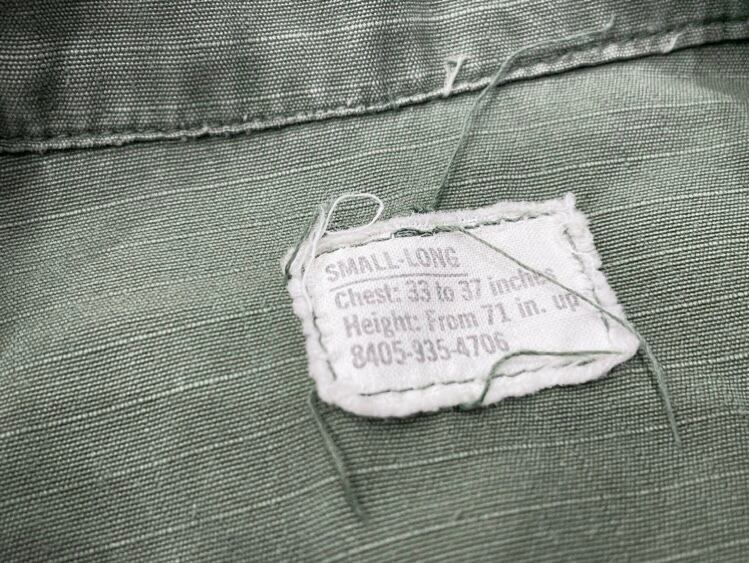 SMALL-LONG
Chest: 33 to 37 inches
Height: From 71 in. up
8405-935-4706